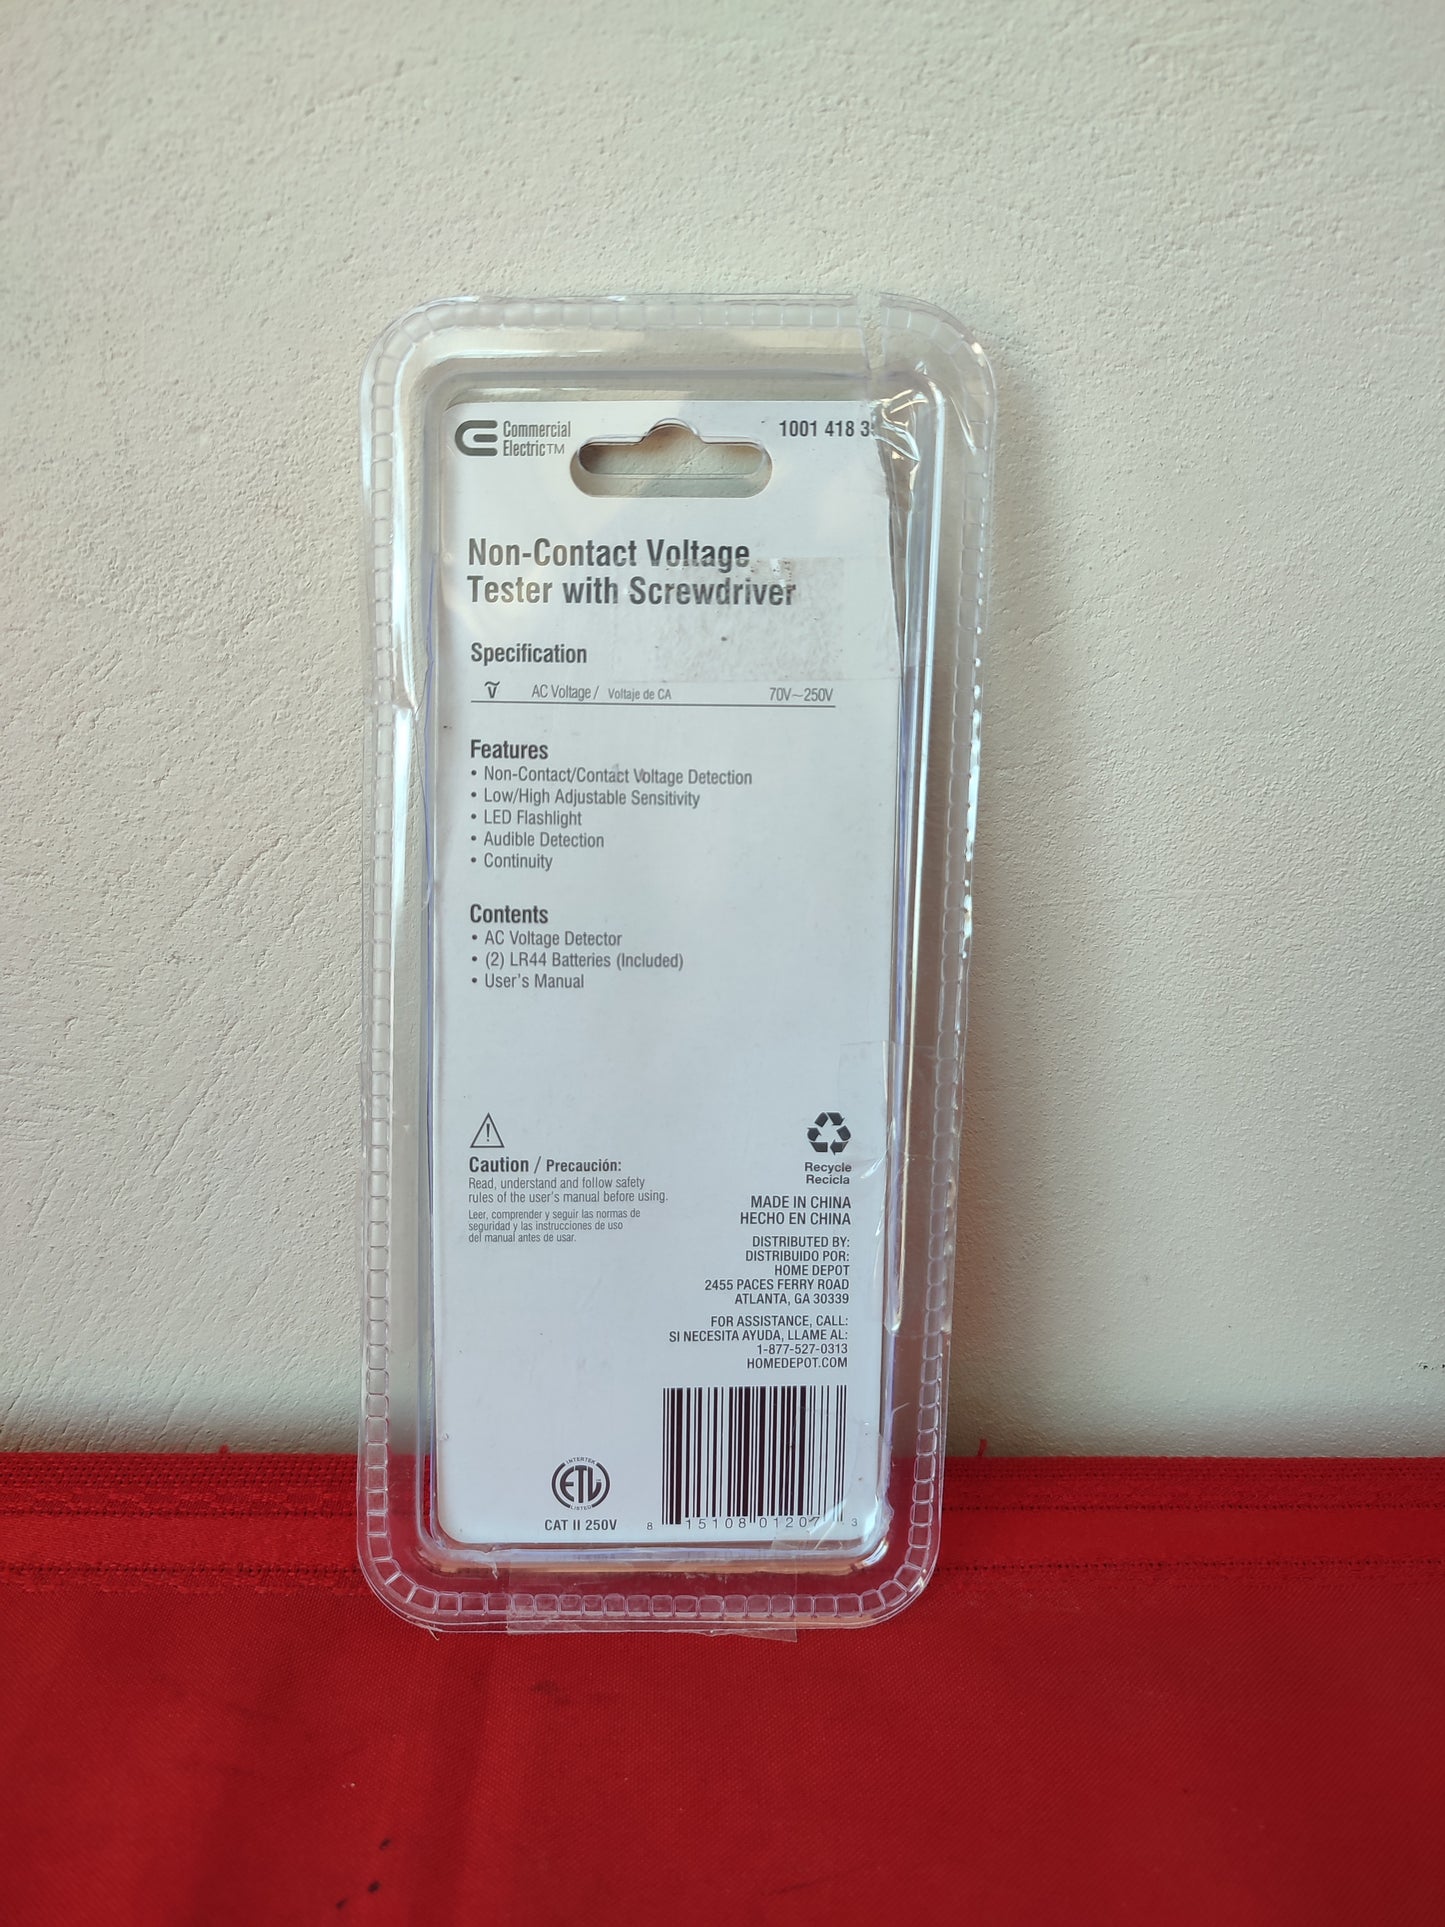 Commercial
Electric™
1001 418 3
Non-Contact Voltage
Tester with Screwdriver
Specification
Ṽ AC Voltage / Voltaje de CA 70V~250V
Features
• Non-Contact/Contact Voltage Detection
• Low/High Adjustable Sensitivity
• LED Flashlight
• Audible Detection
• Continuity
Contents
• AC Voltage Detector
• (2) LR44 Batteries (Included)
• User's Manual
Caution / Precaución:
Read, understand and follow safety
rules of the user's manual before using.
Leer, comprender y seguir las normas de
seguridad y las instrucciones de uso
del manual antes de usar.
Recycle
Recicla
MADE IN CHINA
HECHO EN CHINA
DISTRIBUTED BY:
DISTRIBUIDO POR:
HOME DEPOT
2455 PACES FERRY ROAD
ATLANTA, GA 30339
FOR ASSISTANCE, CALL:
SI NECESITA AYUDA, LLAME AL:
1-877-527-0313
HOMEDEPOT.COM
INTERTEK
ETL
LISTED
CAT II 250V
8 15108 01207 3